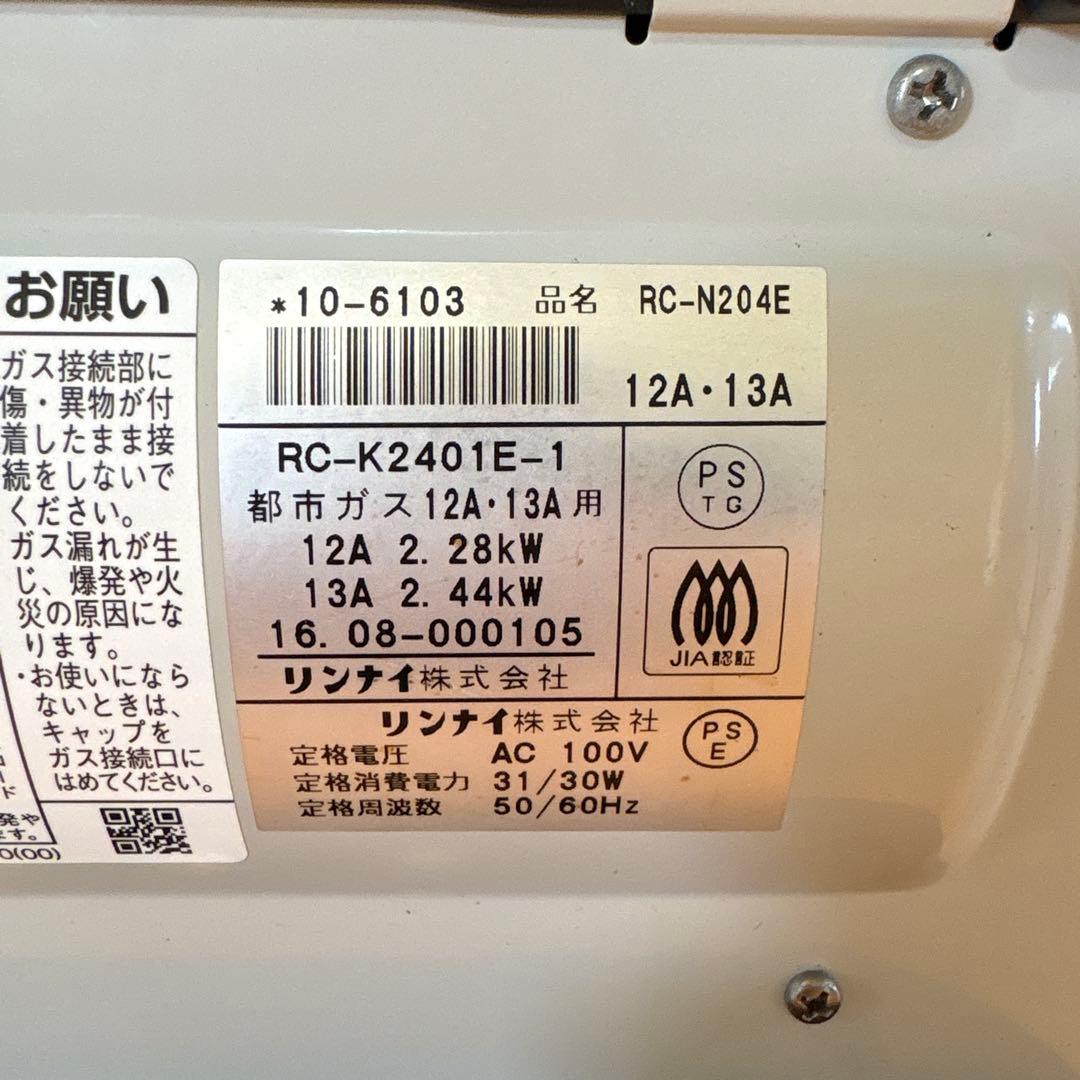 お願い
ガス接続部に
傷・異物が付
着したまま接
続をしないで
ください。
ガス漏れが生
じ、爆発や火
災の原因にな
ります。
・お使いになら
ないときは、
キャップを
ガス接続口に
はめてください。
ド
発や
ます。
0(00)
*10-6103 品名 RC-N204E
12A・13A
RC-K2401E-1
都市ガス12A・13A用
12A 2.28kW
13A 2.44kW
16.08-000105
リンナイ株式会社
PS
TG
JIA認証
リンナイ株式会社
定格電圧 AC 100V
定格消費電力 31/30W
定格周波数 50/60Hz
PS
E